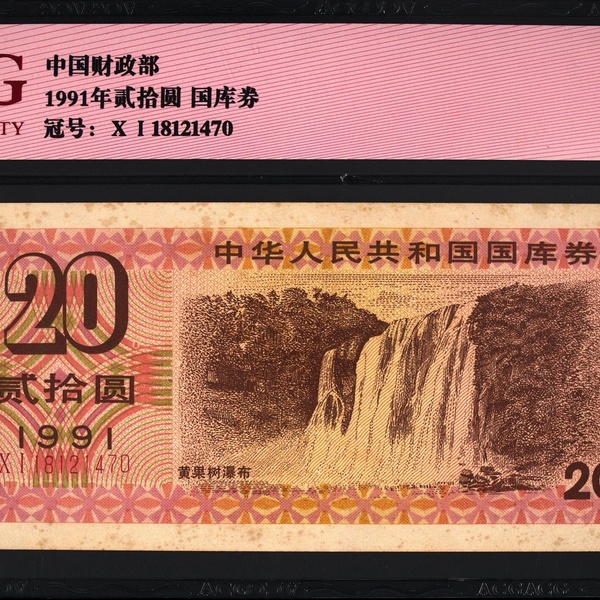 G
中国财政部
1991年贰拾圆 国库券
TY
冠号：X I 18121470
中华人民共和国国库券
20
贰拾圆
1991
X I 18121470
黄果树瀑布
20
ACGACG